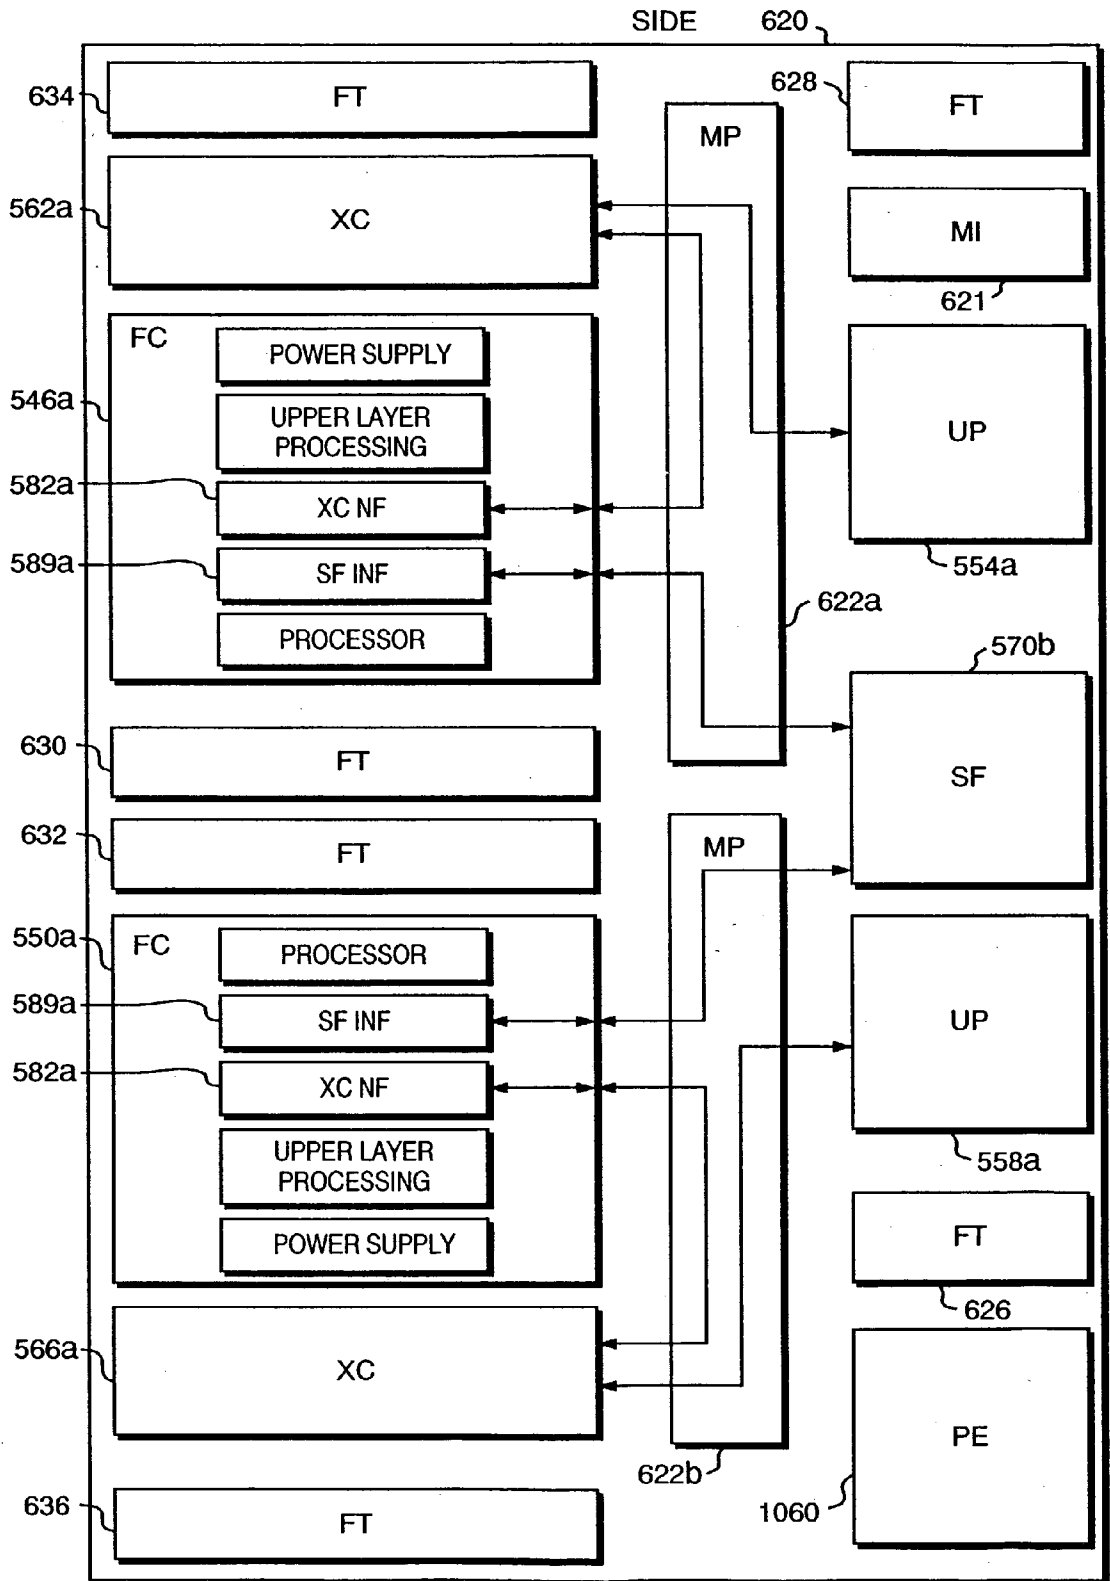 SIDE 620
634 FT
628 FT
MP
562a XC
MI
621
FC
POWER SUPPLY
546a
UPPER LAYER
PROCESSING
UP
582a XC NF
589a SF INF
554a
622a
PROCESSOR
570b
630 FT
SF
632 FT
MP
550a FC
PROCESSOR
589a SF INF
UP
582a XC NF
UPPER LAYER
PROCESSING
558a
POWER SUPPLY
FT
626
566a XC
PE
622b
636 FT
1060